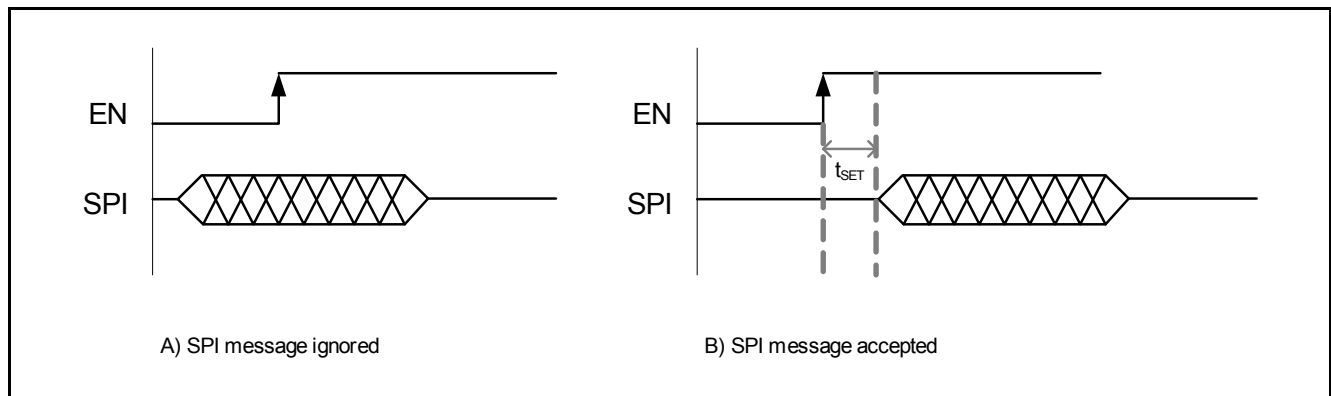 EN
SPI
A) SPI message ignored
EN
tSET
SPI
B) SPI message accepted